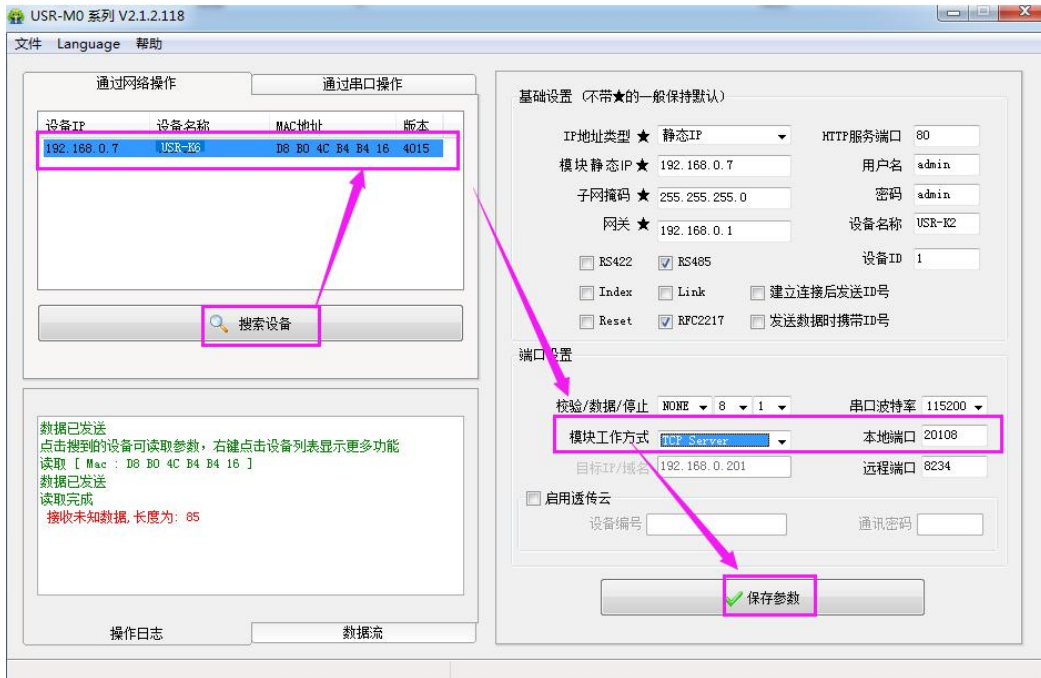 USR-M0 系列 V2.1.2.118
文件 Language 帮助
通过网络操作 通过串口操作
设备IP 设备名称 MAC地址 版本
192.168.0.7 USR-K6 D8 B0 4C B4 B4 16 4015
搜索设备
数据已发送
点击搜到的设备可读取参数，右键点击设备列表显示更多功能
读取 [ Mac : D8 B0 4C B4 B4 16 ]
数据已发送
读取完成
接收未知数据,长度为: 85
操作日志 数据流
基础设置 (不带★的一般保持默认)
IP地址类型 ★ 静态IP HTTP服务端口 80
模块静态IP ★ 192.168.0.7 用户名 admin
子网掩码 ★ 255.255.255.0 密码 admin
网关 ★ 192.168.0.1 设备名称 USR-K2
RS422 RS485 设备ID 1
Index Link 建立连接后发送ID号
Reset RFC2217 发送数据时携带ID号
端口设置
校验/数据/停止 NONE 8 1 串口波特率 115200
模块工作方式 TCP Server 本地端口 20108
目标IP/域名 192.168.0.201 远程端口 8234
启用透传云
设备编号 通讯密码
保存参数